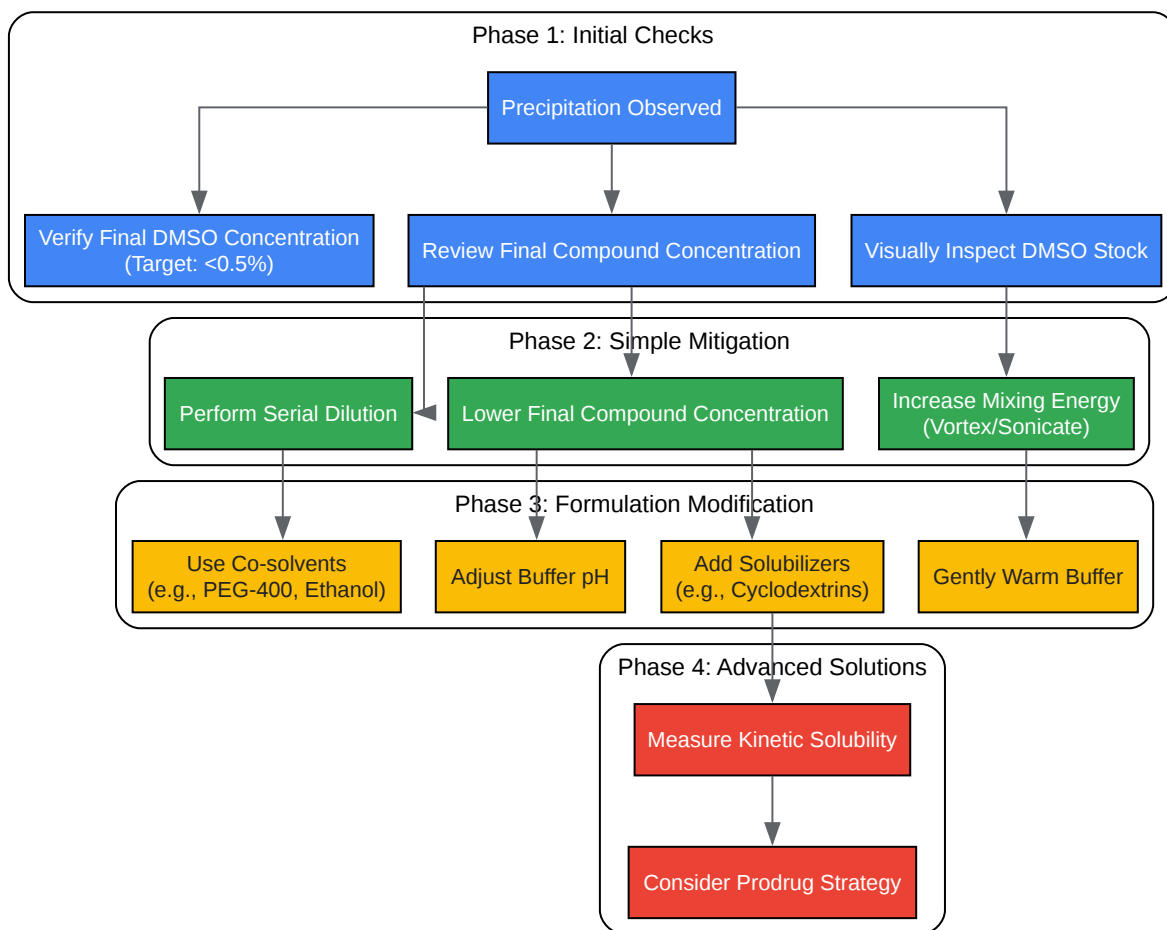 Phase 1: Initial Checks
Precipitation Observed
Verify Final DMSO Concentration
(Target: <0.5%)
Review Final Compound Concentration
Visually Inspect DMSO Stock
Phase 2: Simple Mitigation
Perform Serial Dilution
Lower Final Compound Concentration
Increase Mixing Energy
(Vortex/Sonicate)
Phase 3: Formulation Modification
Use Co-solvents
(e.g., PEG-400, Ethanol)
Adjust Buffer pH
Add Solubilizers
(e.g., Cyclodextrins)
Gently Warm Buffer
Phase 4: Advanced Solutions
Measure Kinetic Solubility
Consider Prodrug Strategy